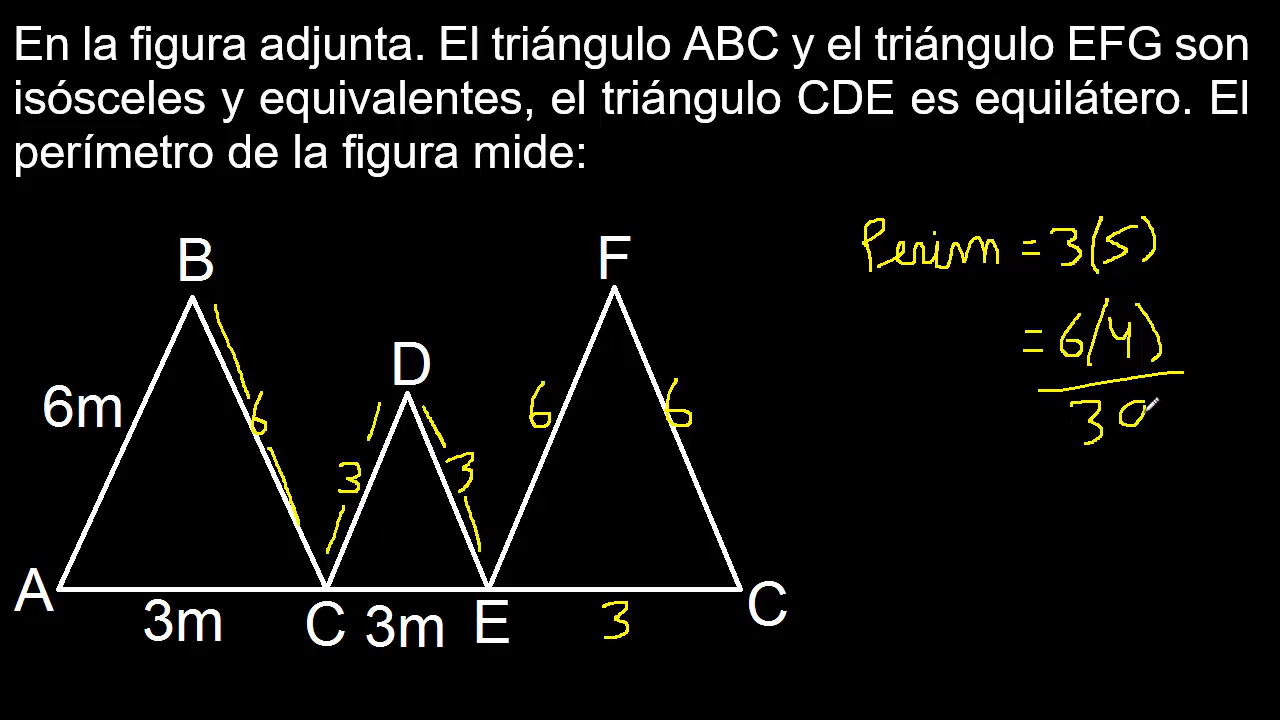 En la figura adjunta. El triángulo ABC y el triángulo EFG son
isósceles y equivalentes, el triángulo CDE es equilátero. El
perímetro de la figura mide:
Perim = 3(5)
= 6(4)
39
B
F
D
6m
6
3
3
6
6
A
3m
C
3m
E
3
C